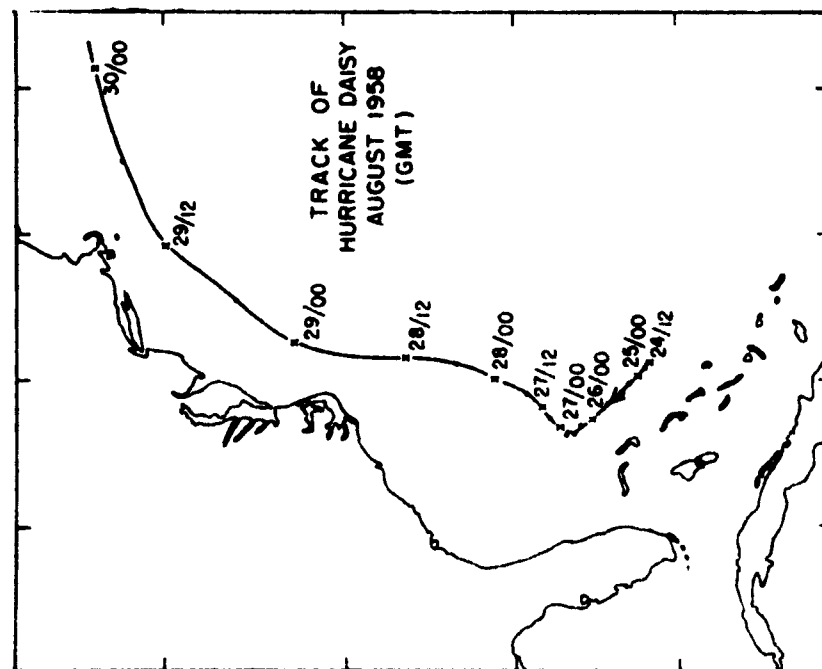 TRACK OF
HURRICANE DAISY
AUGUST 1958
(GMT)
30/00
29/12
29/00
28/12
28/00
27/12
27/00
26/00
25/00
24/12